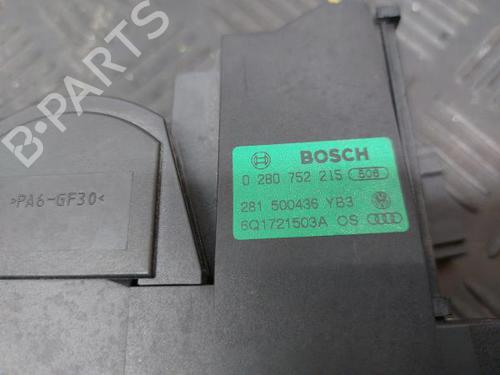 B-PARTS
>PA6-GF30<
BOSCH
0 280 752 215 506
281 500436 YB3
6Q1721503A OS